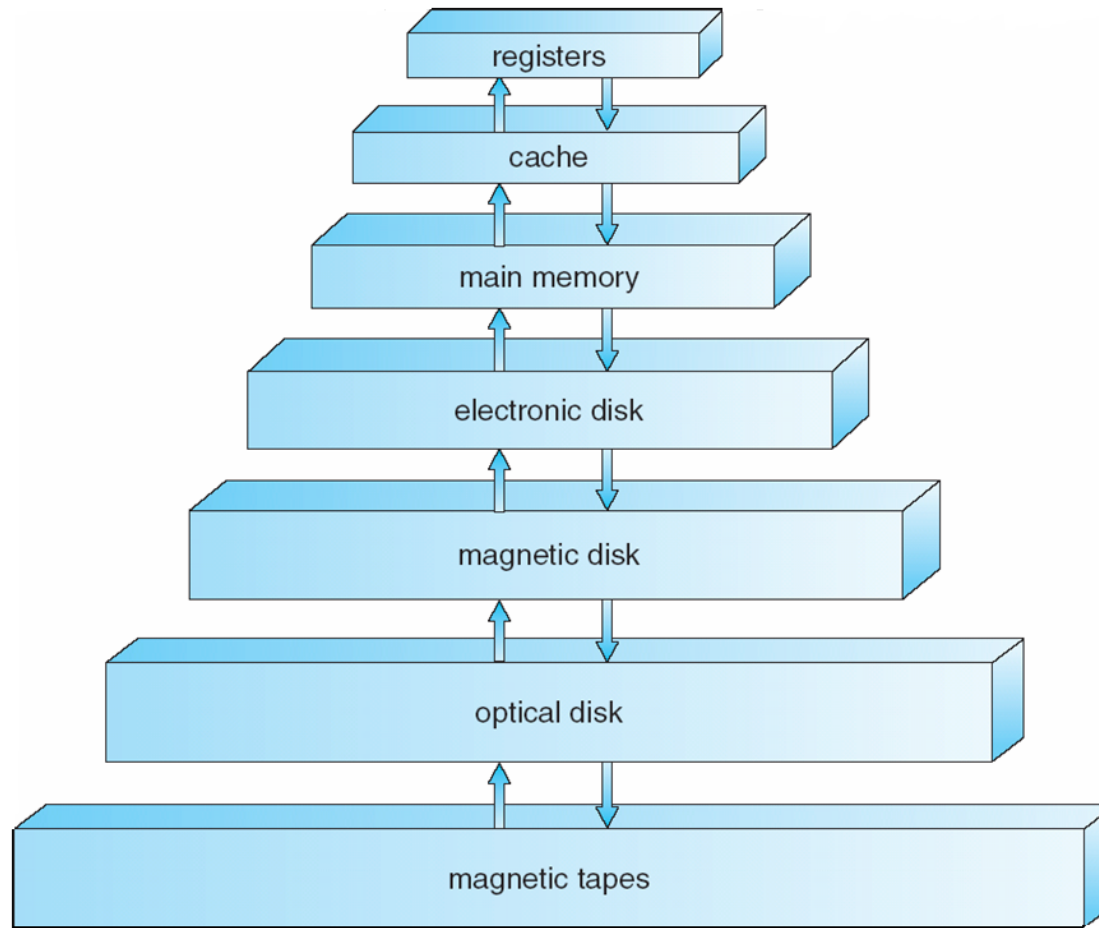 registers
cache
main memory
electronic disk
magnetic disk
optical disk
magnetic tapes